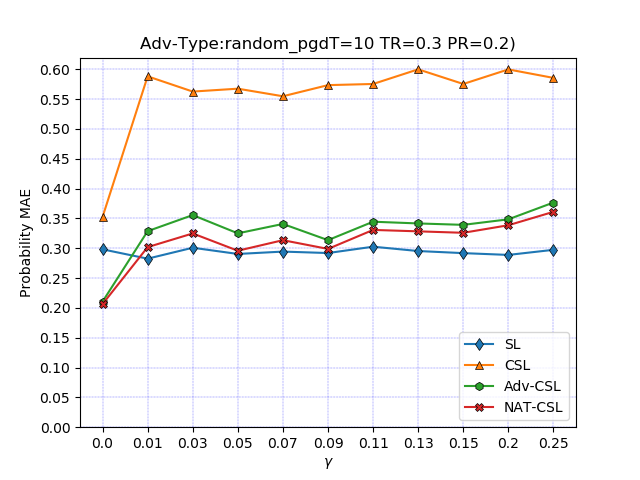 Adv-Type:random_pgdT=10 TR=0.3 PR=0.2)
Probability MAE
0.60
0.55
0.50
0.45
0.40
0.35
0.30
0.25
0.20
0.15
0.10
0.05
0.00
SL
CSL
Adv-CSL
NAT-CSL
0.0 0.01 0.03 0.05 0.07 0.09 0.11 0.13 0.15 0.2 0.25
γ